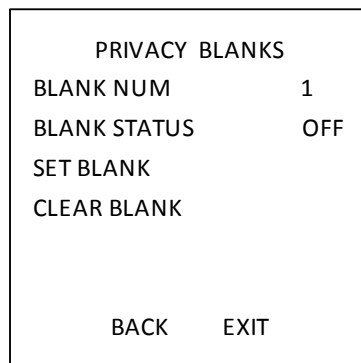 PRIVACY BLANKS
BLANK NUM 1
BLANK STATUS OFF
SET BLANK
CLEAR BLANK
BACK EXIT